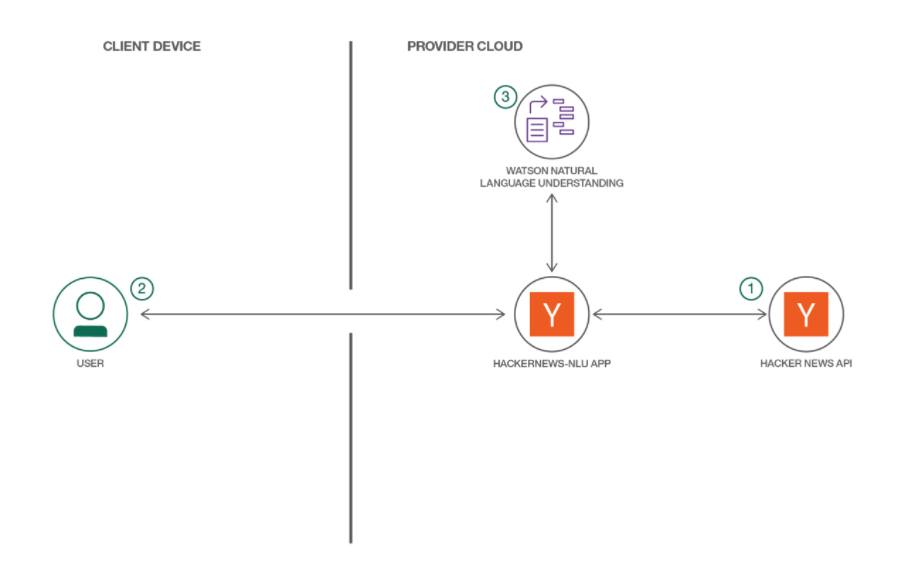 CLIENT DEVICE
PROVIDER CLOUD
3
WATSON NATURAL
LANGUAGE UNDERSTANDING
2
USER
Y
HACKERNEWS-NLU APP
1
Y
HACKER NEWS API